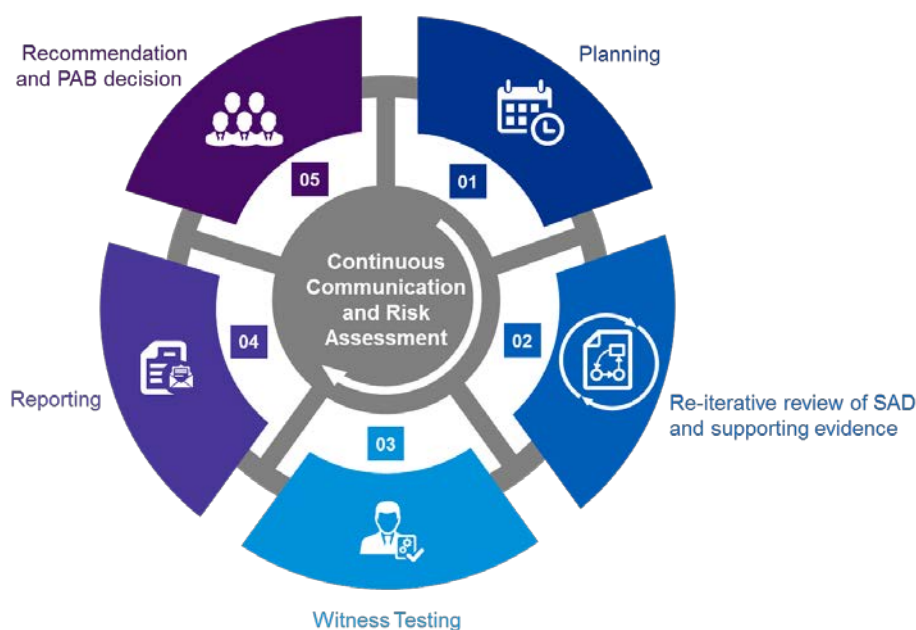 Planning
01
Re-iterative review of SAD
and supporting evidence
02
Witness Testing
03
Reporting
04
Recommendation
and PAB decision
05
Continuous
Communication
and Risk
Assessment